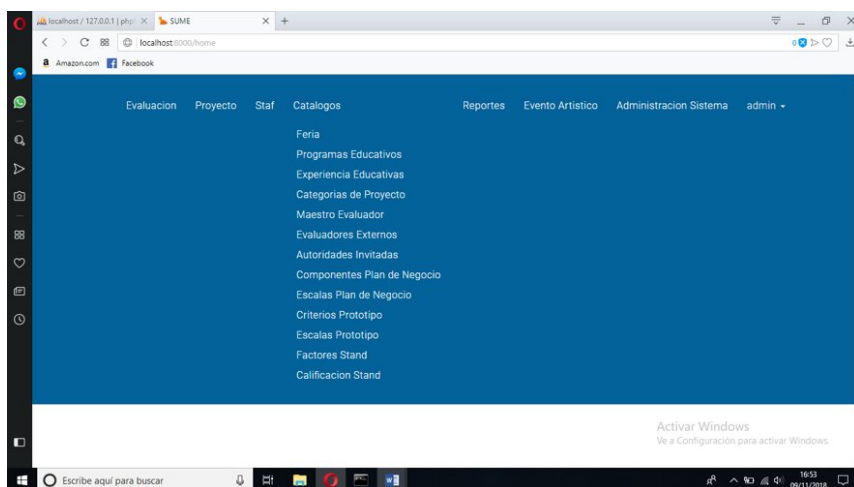 localhost / 127.0.0.1 | php
SUME
localhost:8000/home
Amazon.com Facebook
Evaluacion Proyecto Staf Catalogos Reportes Evento Artistico Administracion Sistema admin
Feria
Programas Educativos
Experiencia Educativas
Categorias de Proyecto
Maestro Evaluador
Evaluadores Externos
Autoridades Invitadas
Componentes Plan de Negocio
Escalas Plan de Negocio
Criterios Prototipo
Escalas Prototipo
Factores Stand
Calificacion Stand
Activar Windows
Ve a Configuración para activar Windows.
Escribe aquí para buscar
16:53
09/11/2018